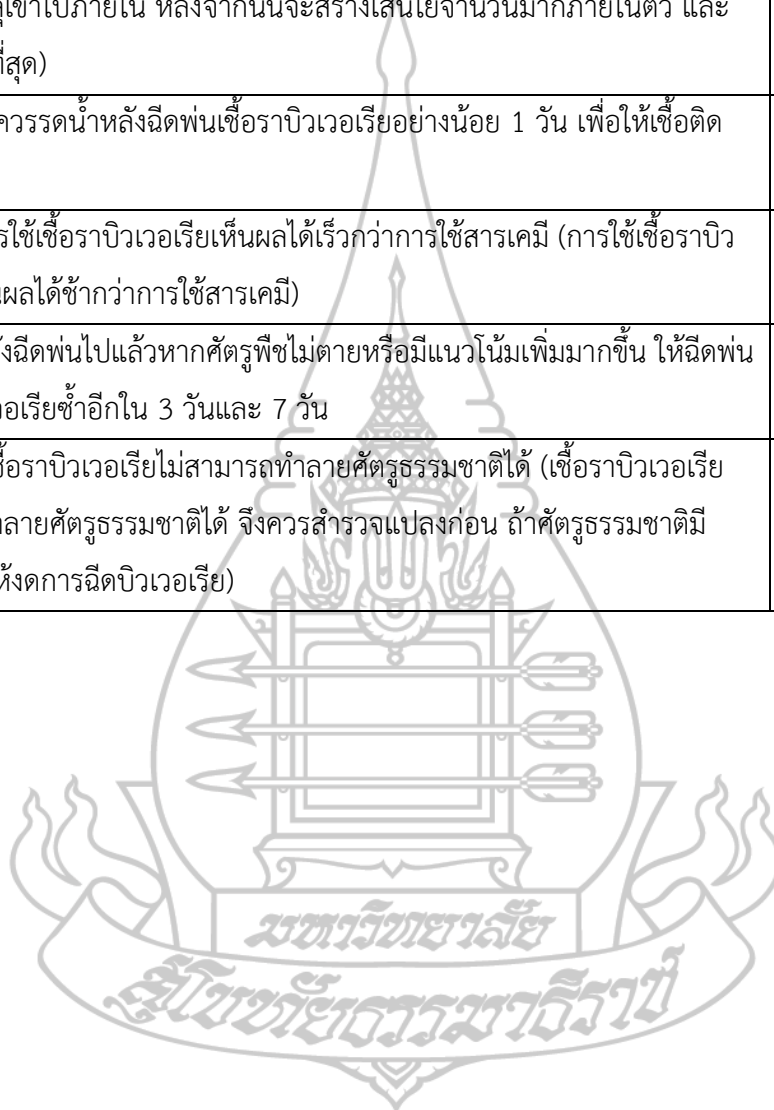 เข้าไปภายใน หลังจากนั้นจะสร้างเส้นใยจำนวนมากภายในตัว และ
ที่สุด)
ควรรดน้ำหลังฉีดพ่นเชื้อราบิวเวอเรียอย่างน้อย 1 วัน เพื่อให้เชื้อติด
รใช้เชื้อราบิวเวอเรียเห็นผลได้เร็วกว่าการใช้สารเคมี (การใช้เชื้อราบิว
นผลได้ช้ากว่าการใช้สารเคมี)
ังฉีดพ่นไปแล้วหากศัตรูพืชไม่ตายหรือมีแนวโน้มเพิ่มมากขึ้น ให้ฉีดพ่น
อเรียซ้ำอีกใน 3 วันและ 7 วัน
ชื้อราบิวเวอเรียไม่สามารถทำลายศัตรูธรรมชาติได้ (เชื้อราบิวเวอเรีย
ลายศัตรูธรรมชาติได้ จึงควรสำรวจแปลงก่อน ถ้าศัตรูธรรมชาติมี
ห้งดการฉีดบิวเวอเรีย)
มหาวิทยาลัย
สุโขทัยธรรมาธิราช